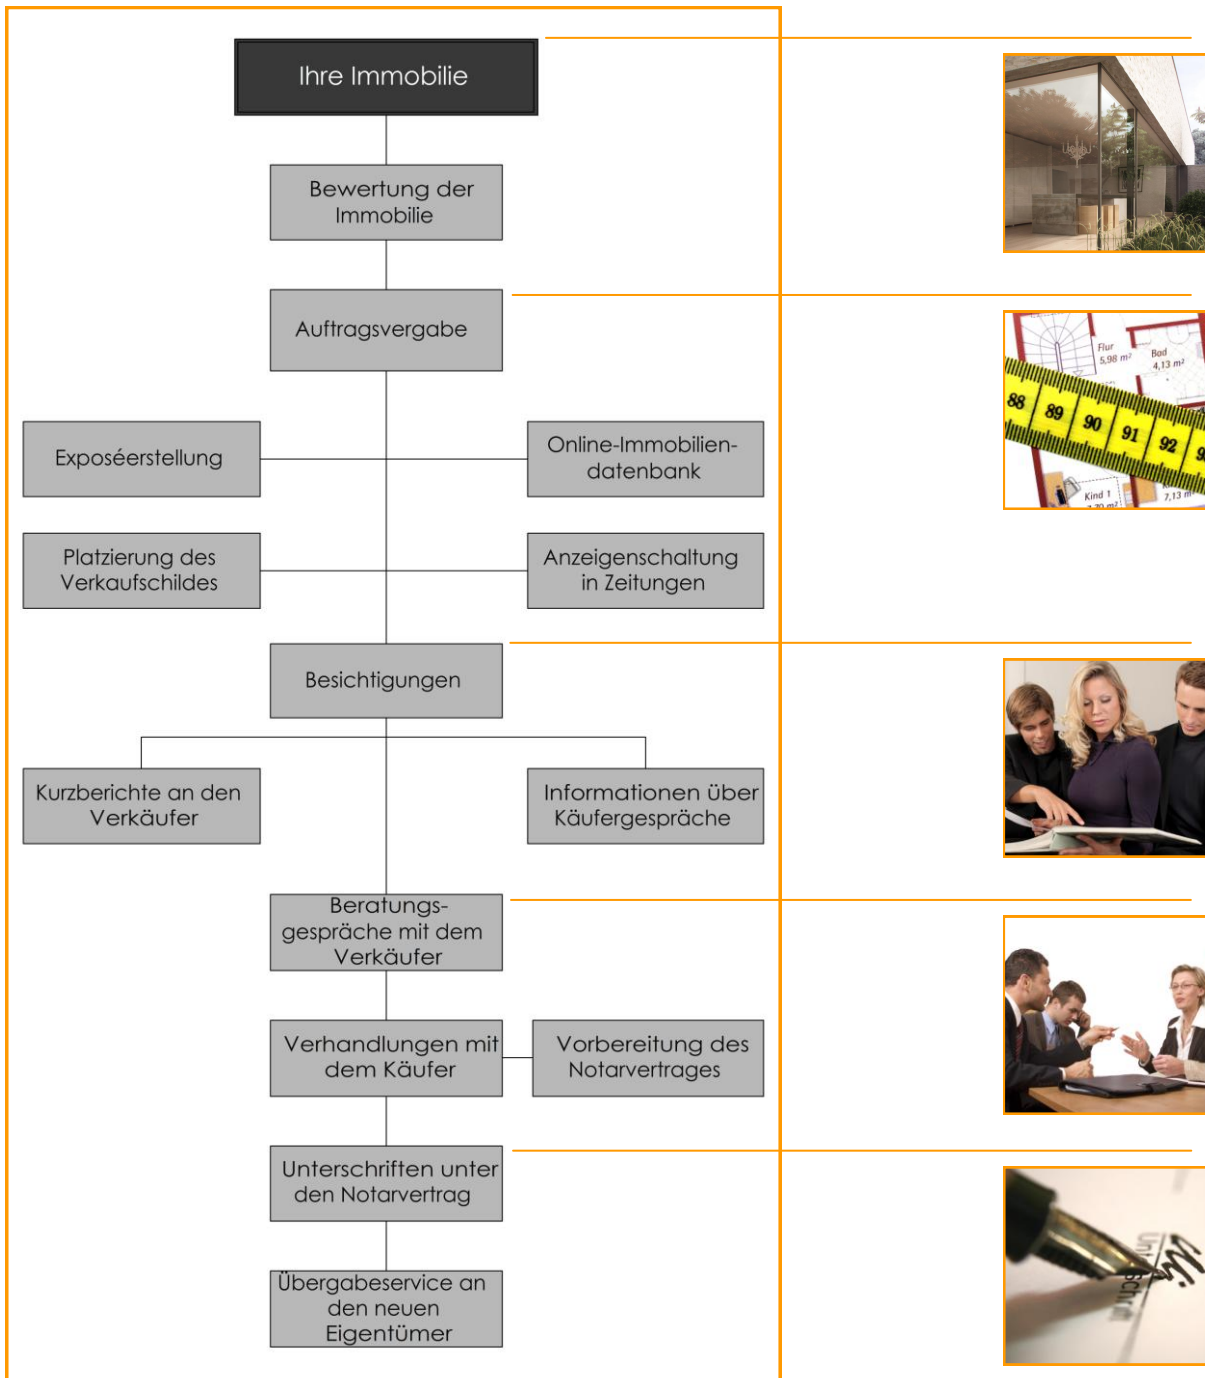 Ihre Immobilie
Bewertung der
Immobilie
Auftragsvergabe
Flur
5,98 m²
Bad
4,13 m²
88 89 90 91 92
Kind 1
7,13 m²
Exposéerstellung
Online-Immobilien-
datenbank
Platzierung des
Verkaufschildes
Anzeigenschaltung
in Zeitungen
Besichtigungen
Kurzberichte an den
Verkäufer
Informationen über
Käufergespräche
Beratungs-
gespräche mit dem
Verkäufer
Verhandlungen mit
dem Käufer
Vorbereitung des
Notarvertrages
Unterschriften unter
den Notarvertrag
Übergabeservice an
den neuen
Eigentümer